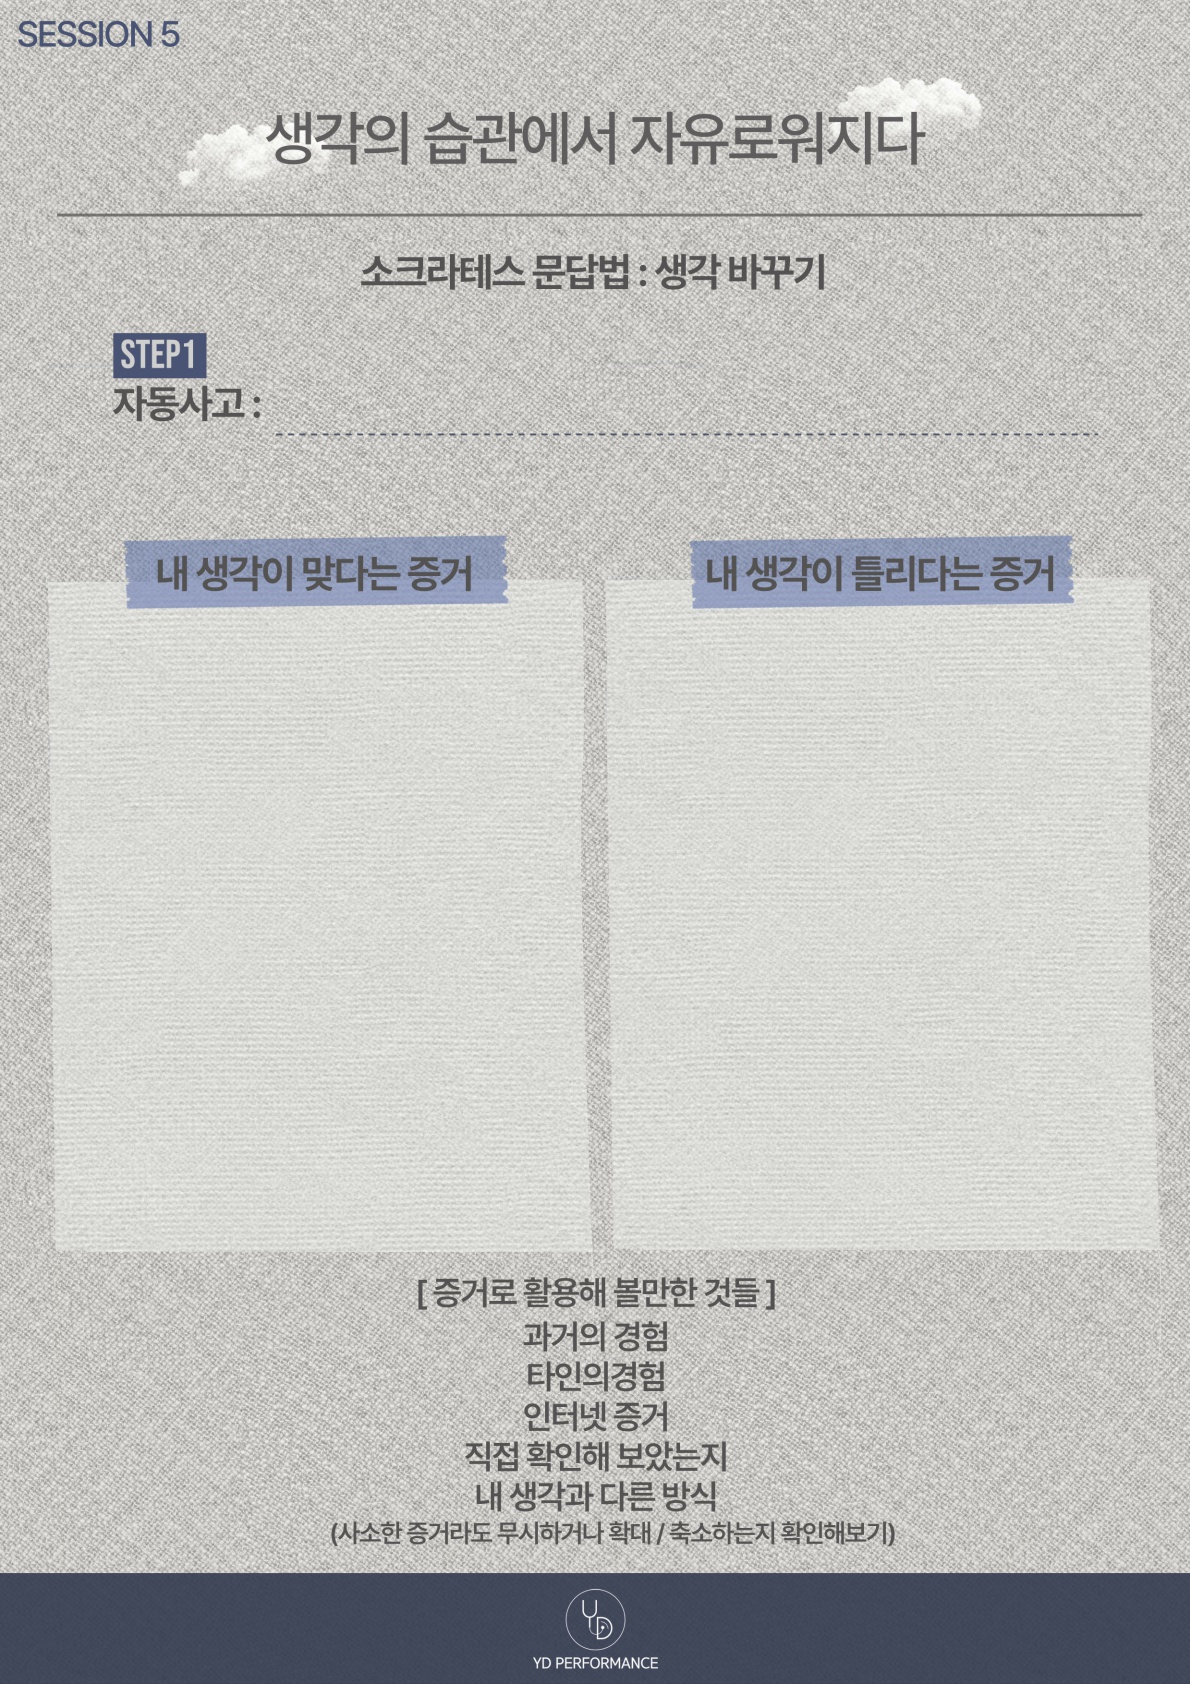 SESSION 5
생각의 습관에서 자유로워지다
소크라테스 문답법 : 생각 바꾸기
STEP1
자동사고 :
내 생각이 맞다는 증거
내 생각이 틀리다는 증거
[ 증거로 활용해 볼만한 것들 ]
과거의 경험
타인의경험
인터넷 증거
직접 확인해 보았는지
내 생각과 다른 방식
(사소한 증거라도 무시하거나 확대 / 축소하는지 확인해보기)
YD
YD PERFORMANCE